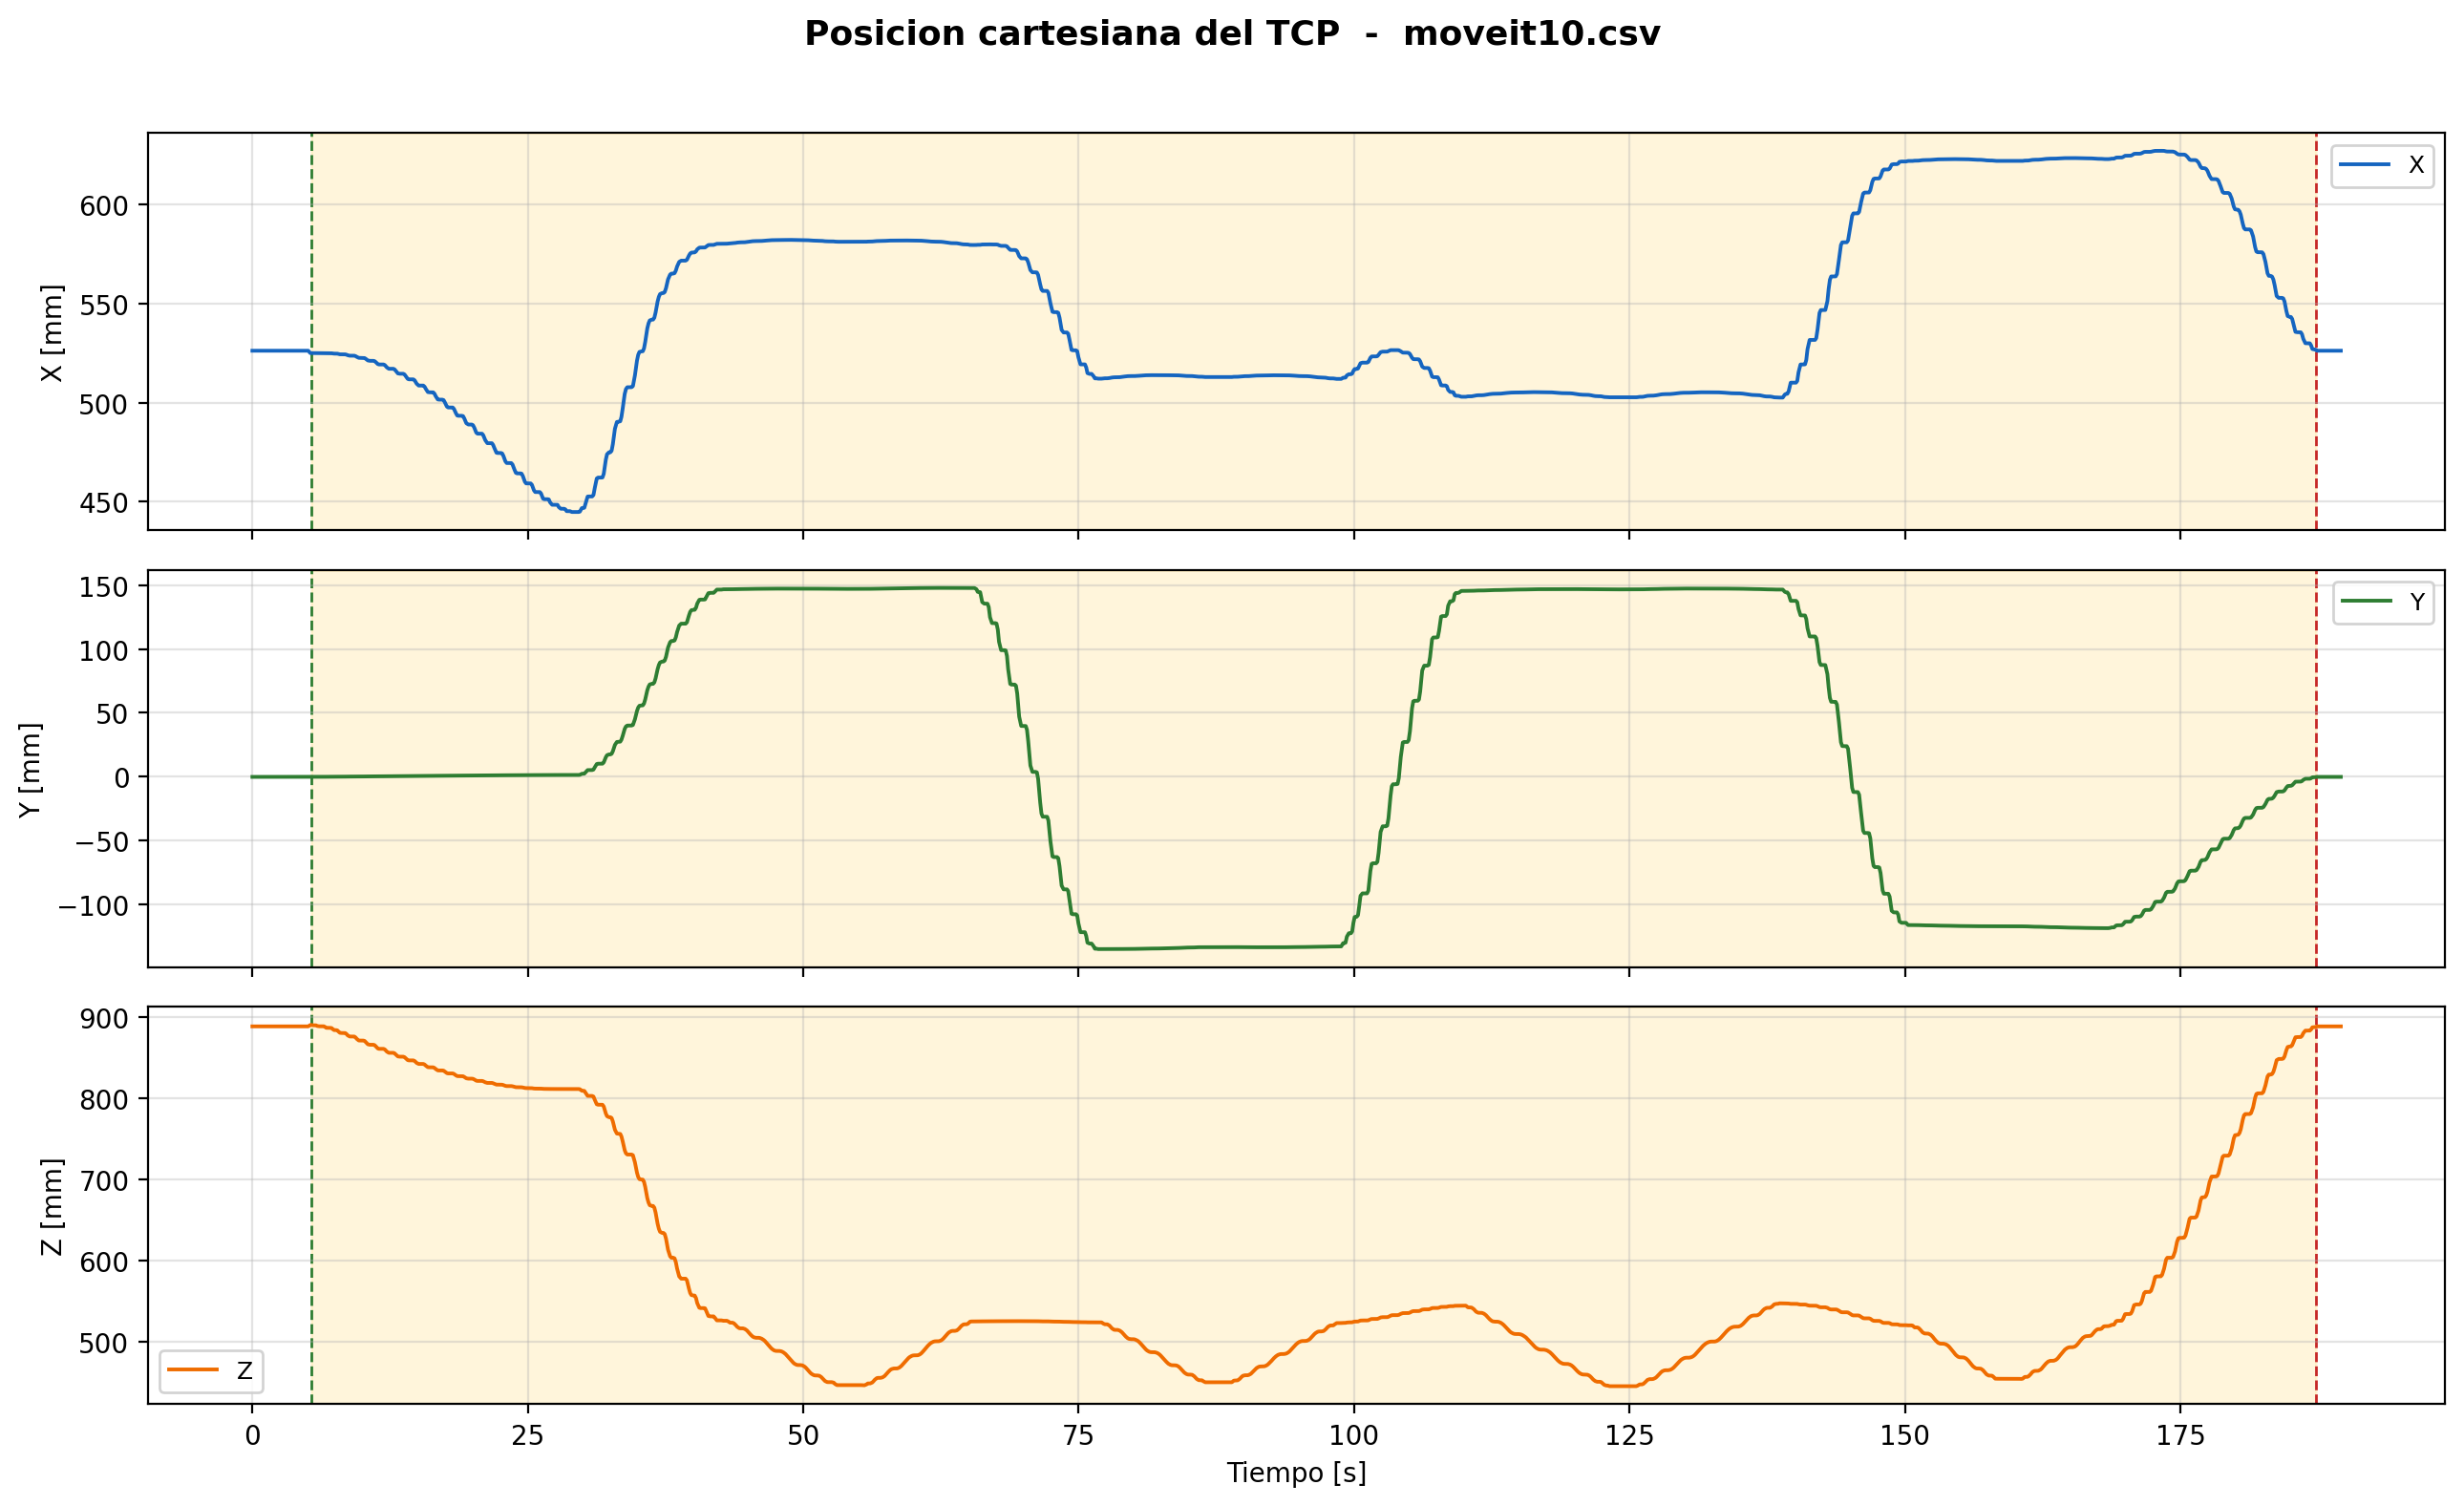 Posicion cartesiana del TCP - moveit10.csv
X [mm]
600
550
500
450
X
Y [mm]
150
100
50
0
−50
−100
Y
Z [mm]
900
800
700
600
500
Z
0 25 50 75 100 125 150 175
Tiempo [s]